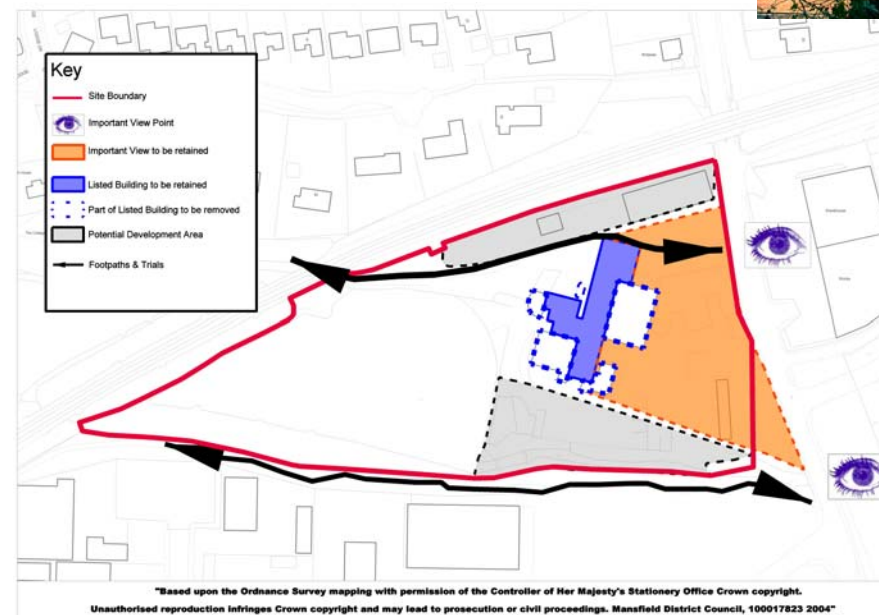 Key
Site Boundary
Important View Point
Important View to be retained
Listed Building to be retained
Part of Listed Building to be removed
Potential Development Area
Footpaths & Trials
"Based upon the Ordnance Survey mapping with permission of the Controller of Her Majesty's Stationery Office Crown copyright.
Unauthorised reproduction infringes Crown copyright and may lead to prosecution or civil proceedings. Mansfield District Council, 100017823 2004"